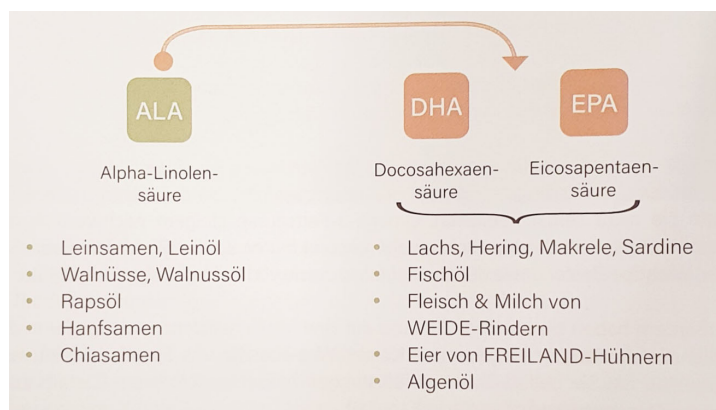 ALA
Alpha-Linolen-
säure
Leinsamen, Leinöl
Walnüsse, Walnussöl
Rapsöl
Hanfsamen
Chiasamen
DHA
Docosahexaen-
säure
EPA
Eicosapentaen-
säure
Lachs, Hering, Makrele, Sardine
Fischöl
Fleisch & Milch von
WEIDE-Rindern
Eier von FREILAND-Hühnern
Algenöl